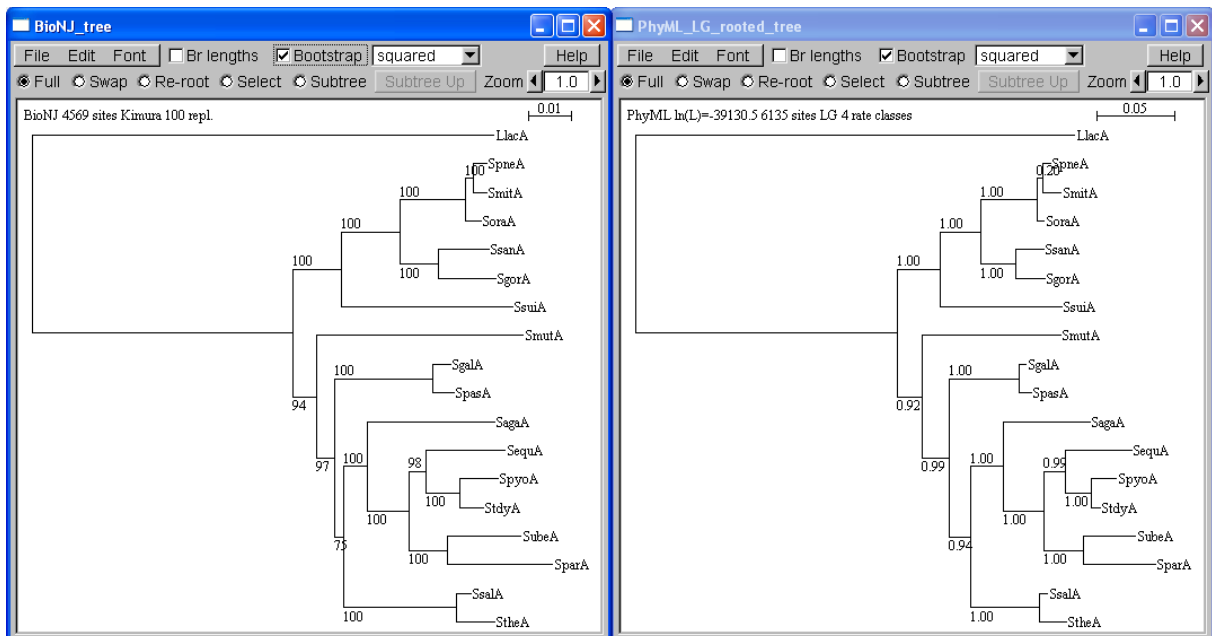 BioNJ_tree
File Edit Font Br lengths Bootstrap squared Help
Full Swap Re-root Select Subtree Subtree Up Zoom 1.0
BioNJ 4569 sites Kimura 100 repl.
0.01
LlacA
SpneA
100
SmitA
100
SoraA
100
SsanA
100
SgorA
100
SsuiA
SmutA
SgalA
100
SpasA
94
SagaA
SequA
97
100
98
SpyoA
100
StdyA
100
SubeA
75
100
SparA
SsalA
100
StheA
PhyML_LG_rooted_tree
File Edit Font Br lengths Bootstrap squared Help
Full Swap Re-root Select Subtree Subtree Up Zoom 1.0
PhyML ln(L)=-39130.5 6135 sites LG 4 rate classes
0.05
LlacA
SpneA
0.20
SmitA
1.00
SoraA
1.00
SsanA
1.00
SgorA
1.00
SsuiA
SmutA
SgalA
1.00
SpasA
0.92
SagaA
SequA
0.99
1.00
0.99
SpyoA
1.00
StdyA
1.00
SubeA
0.94
1.00
SparA
SsalA
1.00
StheA